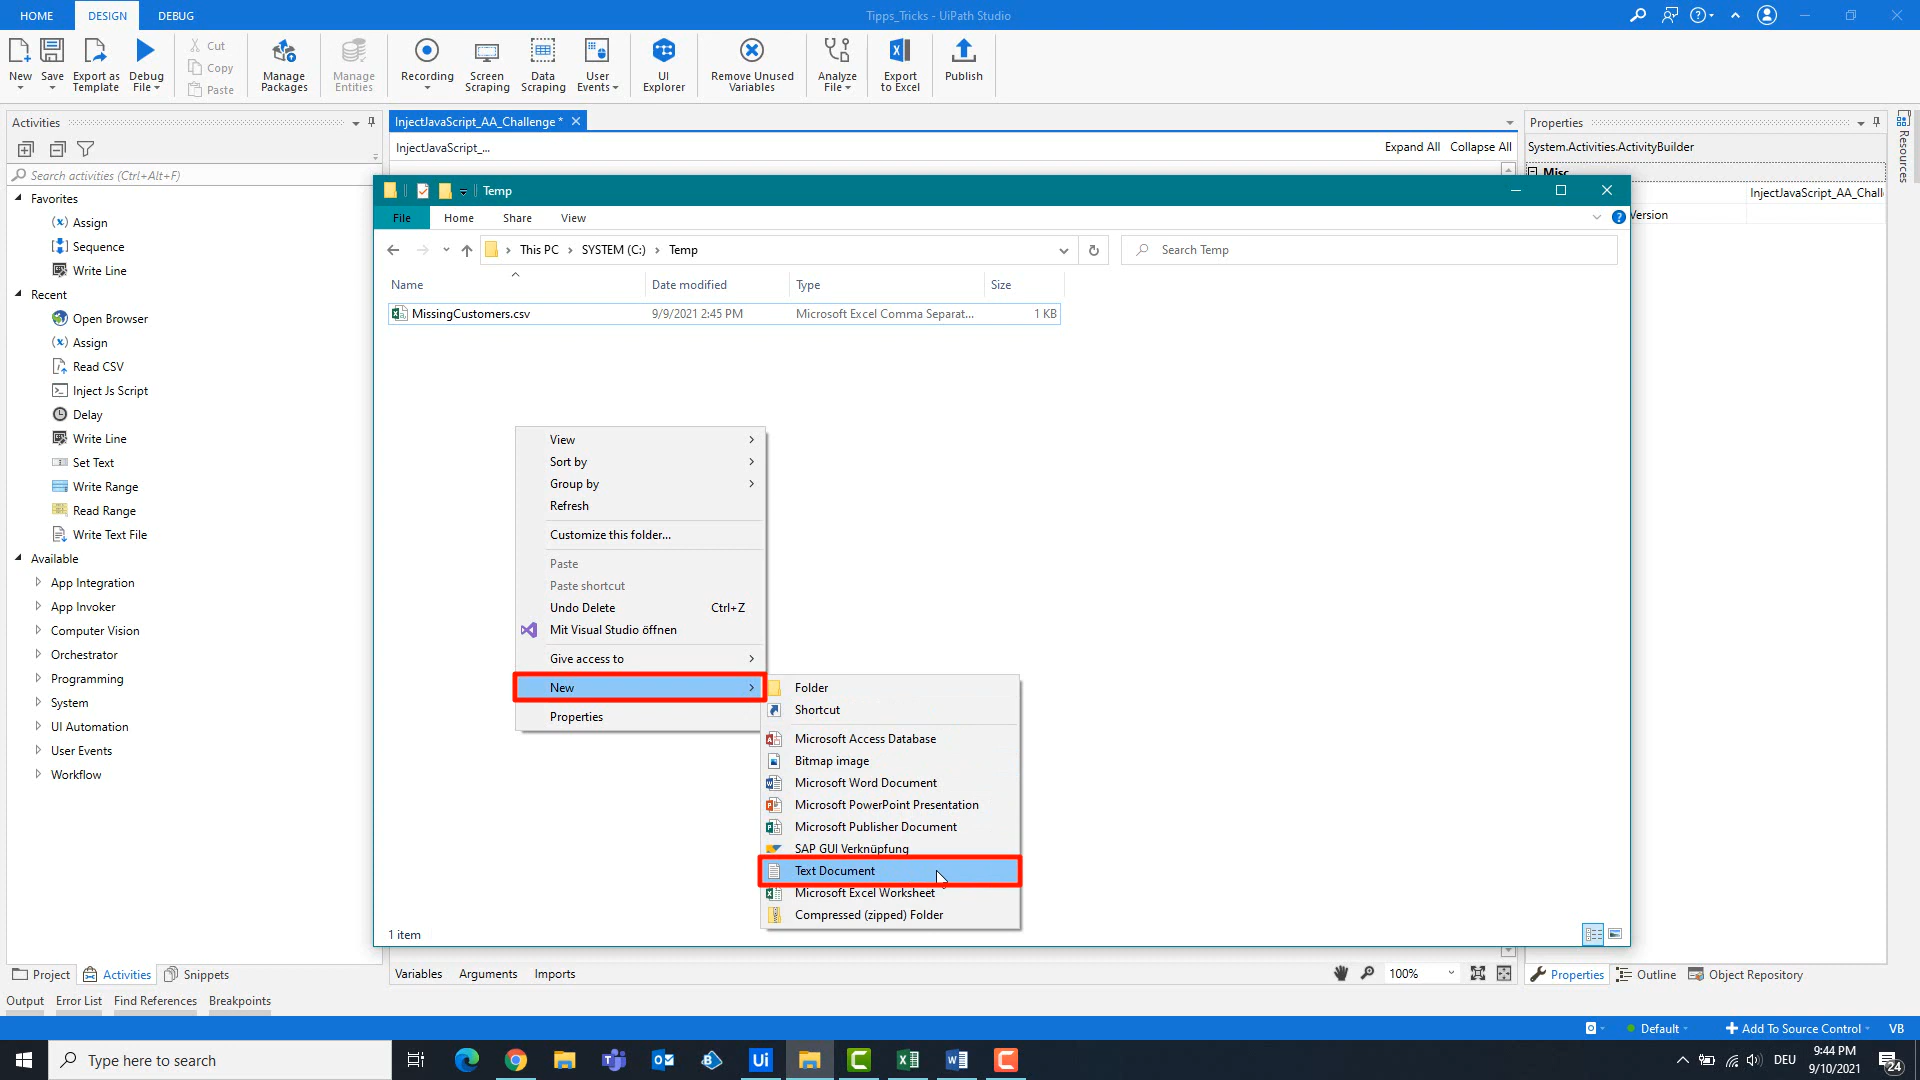 HOME DESIGN DEBUG Tipps_Tricks - UiPath Studio
New Save Export as Template Debug File Cut Copy Paste Manage Packages Manage Entities Recording Screen Scraping Data Scraping User Events UI Explorer Remove Unused Variables Analyze File Export to Excel Publish
Activities
Search activities (Ctrl+Alt+F)
Favorites
Assign
Sequence
Write Line
Recent
Open Browser
Assign
Read CSV
Inject Js Script
Delay
Write Line
Set Text
Write Range
Read Range
Write Text File
Available
App Integration
App Invoker
Computer Vision
Orchestrator
Programming
System
UI Automation
User Events
Workflow
InjectJavaScript_AA_Challenge *
InjectJavaScript_... Expand All Collapse All
Temp
File Home Share View
This PC SYSTEM (C:) Temp Search Temp
Name Date modified Type Size
MissingCustomers.csv 9/9/2021 2:45 PM Microsoft Excel Comma Separat... 1 KB
View
Sort by
Group by
Refresh
Customize this folder...
Paste
Paste shortcut
Undo Delete Ctrl+Z
Mit Visual Studio öffnen
Give access to
New
Properties
Folder
Shortcut
Microsoft Access Database
Bitmap image
Microsoft Word Document
Microsoft PowerPoint Presentation
Microsoft Publisher Document
SAP GUI Verknüpfung
Text Document
Microsoft Excel Worksheet
Compressed (zipped) Folder
1 item
Properties
System.Activities.ActivityBuilder
Misc
InjectJavaScript_AA_Chall
Version
Resources
Project Activities Snippets
Variables Arguments Imports 100%
Properties Outline Object Repository
Output Error List Find References Breakpoints
Default Add To Source Control VB
Type here to search
Ui
DEU
9:44 PM
9/10/2021
24